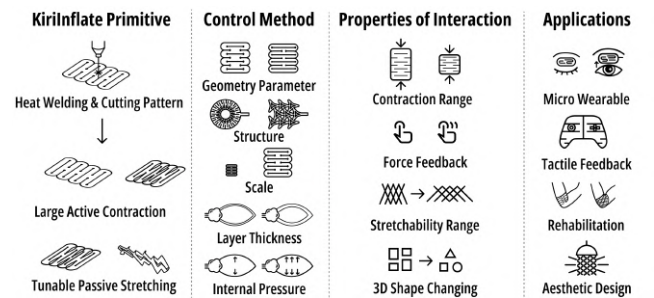 KiriInflate Primitive
Heat Welding & Cutting Pattern
Large Active Contraction
Tunable Passive Stretching
Control Method
Geometry Parameter
Structure
Scale
Layer Thickness
Internal Pressure
Properties of Interaction
Contraction Range
Force Feedback
Stretchability Range
3D Shape Changing
Applications
Micro Wearable
Tactile Feedback
Rehabilitation
Aesthetic Design